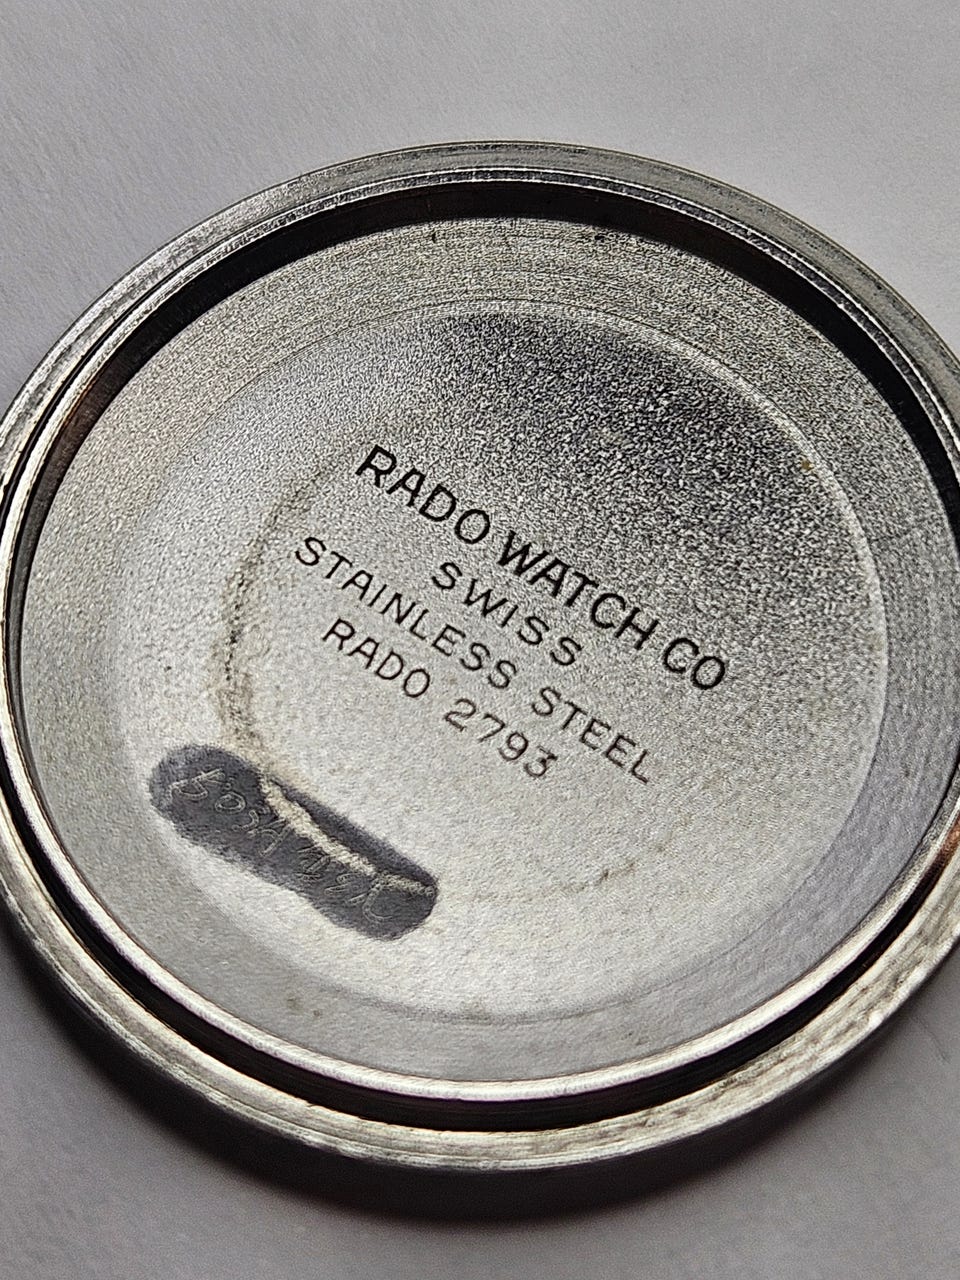 RADO WATCH CO
SWISS
STAINLESS STEEL
RADO 2793